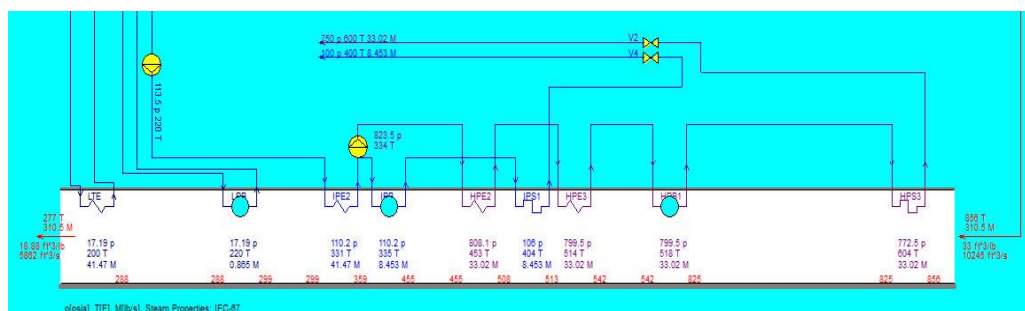 250 p 600 T 33.02 M
V2
100 p 400 T 8.453 M
V4
113.5 p 220 T
823.5 p
334 T
LTE
LPB
IPE2
IPB
HPE2
IPS1
HPE3
HPB1
HPS3
277 T
310.5 M
18.88 ft^3/lb
5862 ft^3/s
17.19 p
200 T
41.47 M
17.19 p
220 T
0.865 M
110.2 p
331 T
41.47 M
110.2 p
335 T
8.453 M
808.1 p
453 T
33.02 M
106 p
404 T
8.453 M
799.5 p
514 T
33.02 M
799.5 p
518 T
33.02 M
772.5 p
604 T
33.02 M
856 T
310.5 M
33 ft^3/lb
10245 ft^3/s
288 288 299 299 359 455 455 508 513 542 542 825 825 856
p[psia], T[F], M[lb/s], Steam Properties: IFC-67